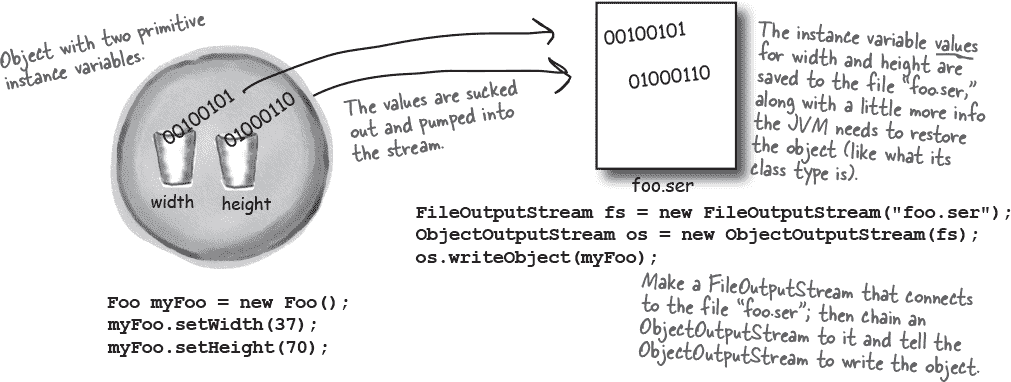 Object with two primitive
instance variables.
00100101
01000110
width
height
The values are sucked
out and pumped into
the stream.
00100101
01000110
foo.ser
The instance variable values
for width and height are
saved to the file “foo.ser,”
along with a little more info
the JVM needs to restore
the object (like what its
class type is).
Foo myFoo = new Foo();
myFoo.setWidth(37);
myFoo.setHeight(70);
FileOutputStream fs = new FileOutputStream("foo.ser");
ObjectOutputStream os = new ObjectOutputStream(fs);
os.writeObject(myFoo);
Make a FileOutputStream that connects
to the file “foo.ser”; then chain an
ObjectOutputStream to it and tell the
ObjectOutputStream to write the object.